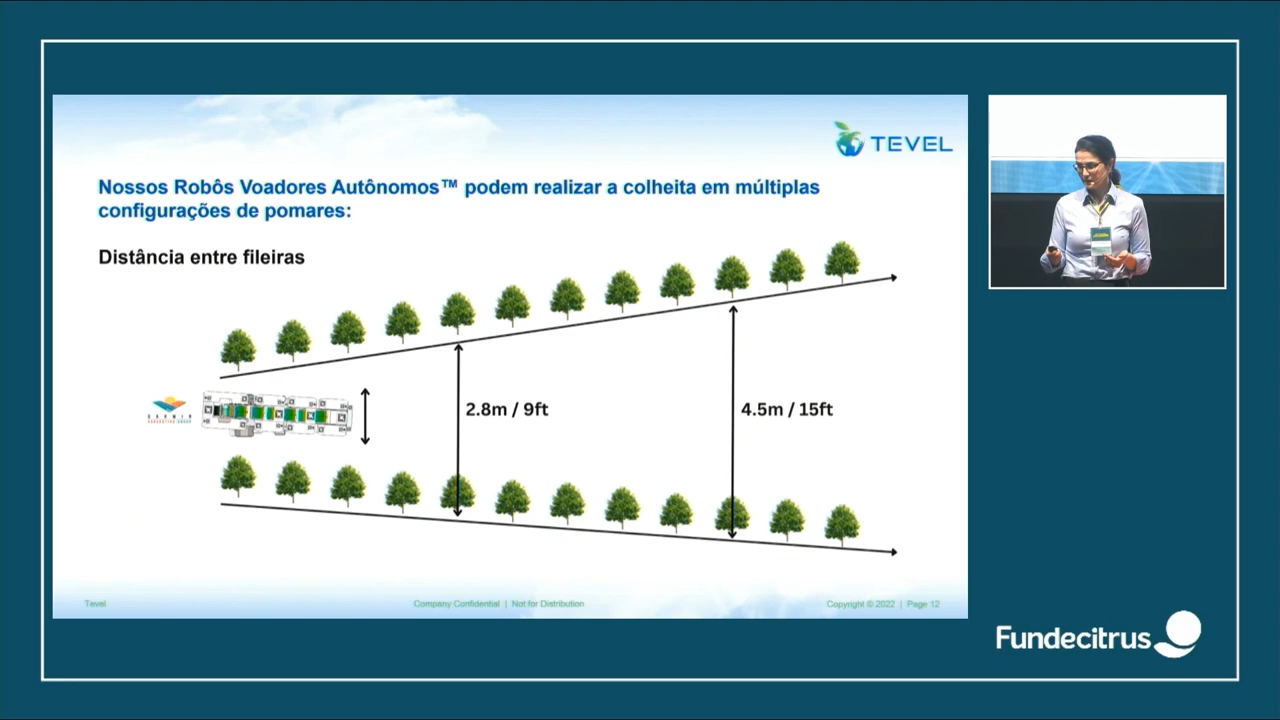 TEVEL
Nossos Robôs Voadores Autônomos™ podem realizar a colheita em múltiplas
configurações de pomares:
Distância entre fileiras
2.8m / 9ft
4.5m / 15ft
Tevel
Company Confidential | Not for Distribution
Copyright © 2022 | Page 12
Fundecitrus